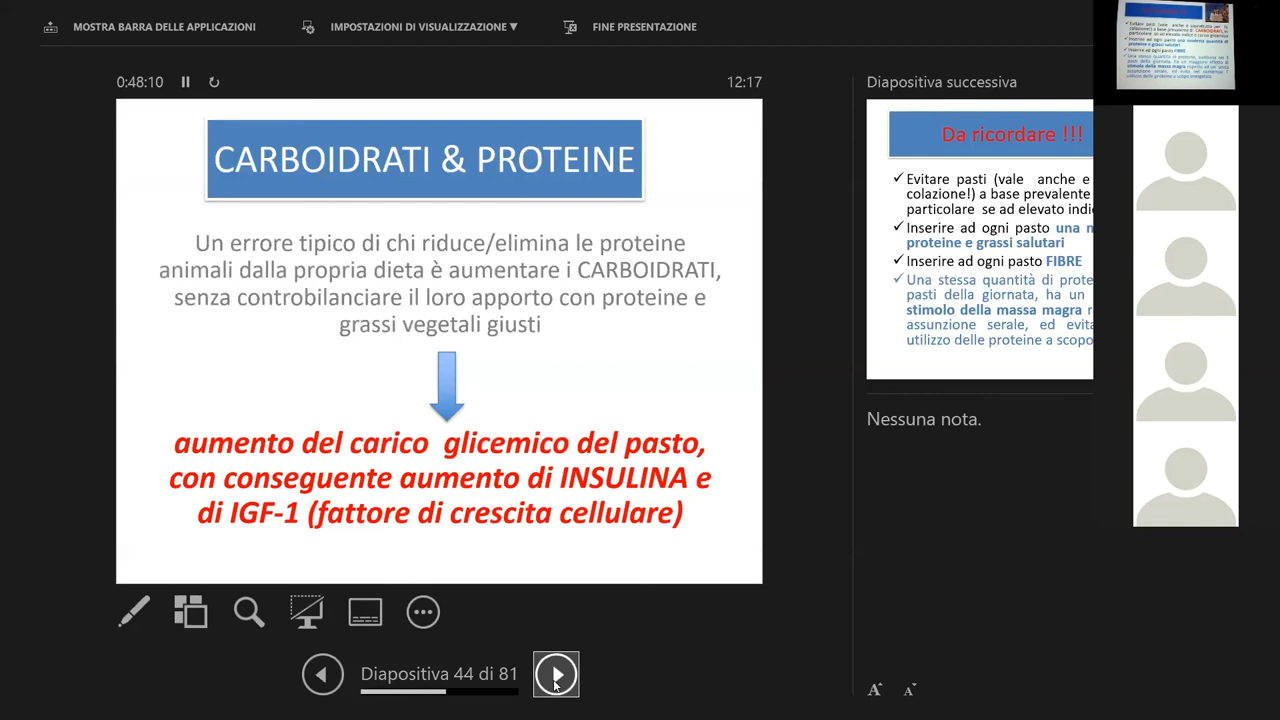 MOSTRA BARRA DELLE APPLICAZIONI
IMPOSTAZIONI DI VISUALIZZAZIONE ▼
FINE PRESENTAZIONE
0:48:10
12:17
CARBOIDRATI & PROTEINE
Un errore tipico di chi riduce/elimina le proteine
animali dalla propria dieta è aumentare i CARBOIDRATI,
senza controbilanciare il loro apporto con proteine e
grassi vegetali giusti
aumento del carico glicemico del pasto,
con conseguente aumento di INSULINA e
di IGF-1 (fattore di crescita cellulare)
Diapositiva 44 di 81
Diapositiva successiva
Da ricordare !!!
✓ Evitare pasti (vale anche e
colazione!) a base prevalente
particolare se ad elevato indi
✓ Inserire ad ogni pasto una
proteine e grassi salutari
✓ Inserire ad ogni pasto FIBRE
✓ Una stessa quantità di prote
pasti della giornata, ha un
stimolo della massa magra
assunzione serale, ed evita
utilizzo delle proteine a scopo
Nessuna nota.
A A